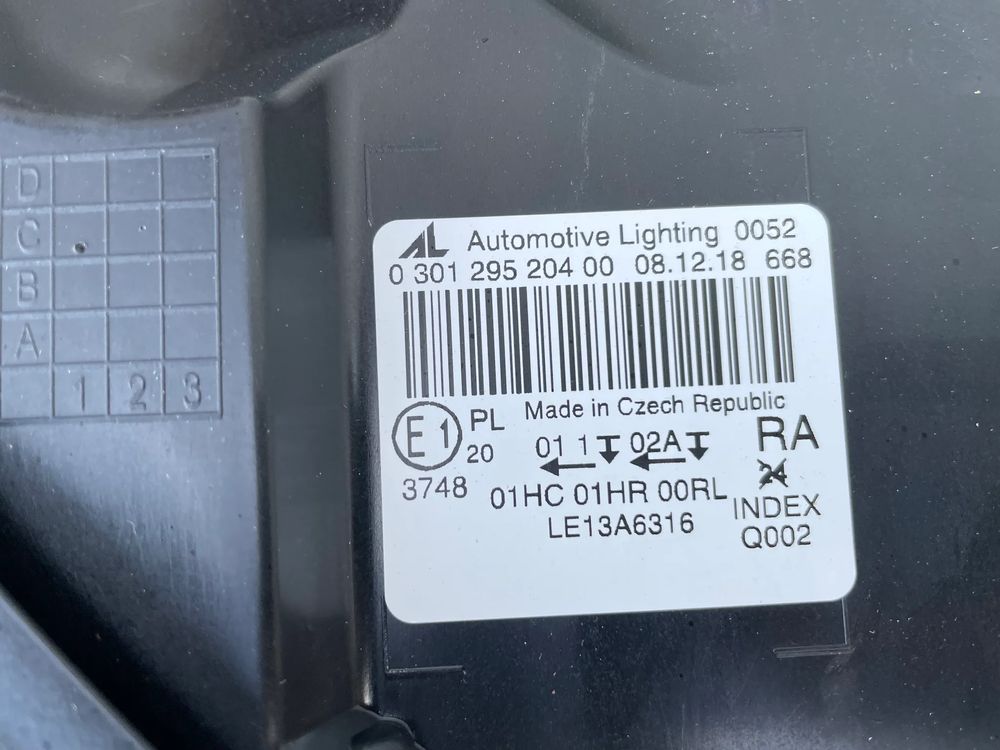 D
C
B
A
1 2 3
AL Automotive Lighting 0052
0 301 295 204 00 08.12.18 668
Made in Czech Republic
E1 PL
20
3748
01 1 02A
01HC 01HR 00RL
LE13A6316
RA
24
INDEX
Q002